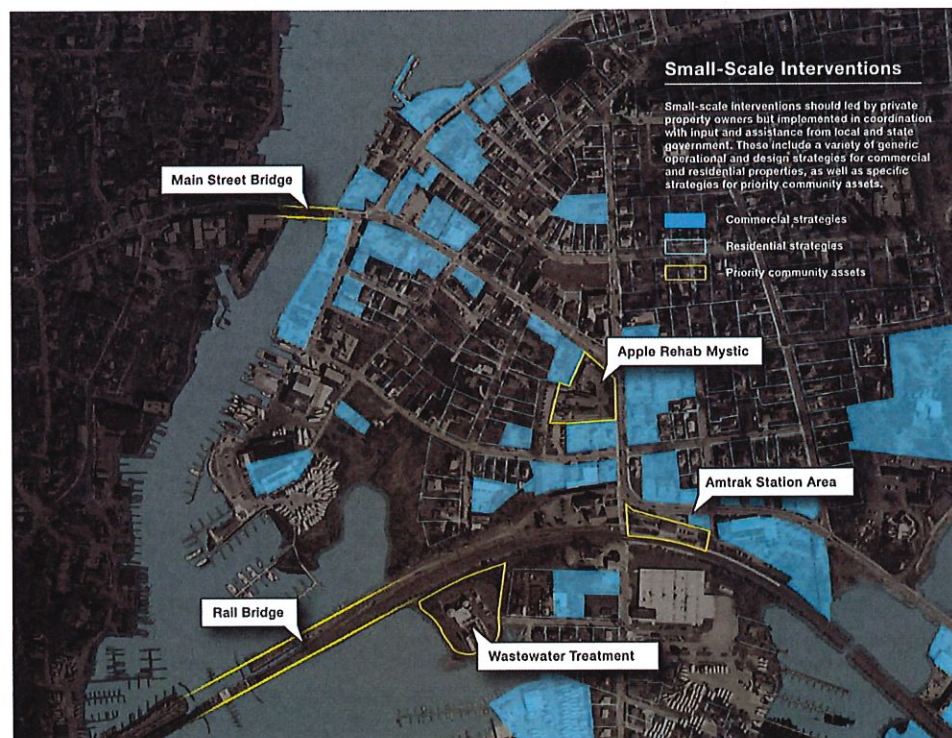 Small-Scale Interventions
Small-scale interventions should led by private
property owners but implemented in coordination
with input and assistance from local and state
government. These include a variety of generic
operational and design strategies for commercial
and residential properties, as well as specific
strategies for priority community assets.
Commercial strategies
Residential strategies
Priority community assets
Main Street Bridge
Apple Rehab Mystic
Amtrak Station Area
Rail Bridge
Wastewater Treatment